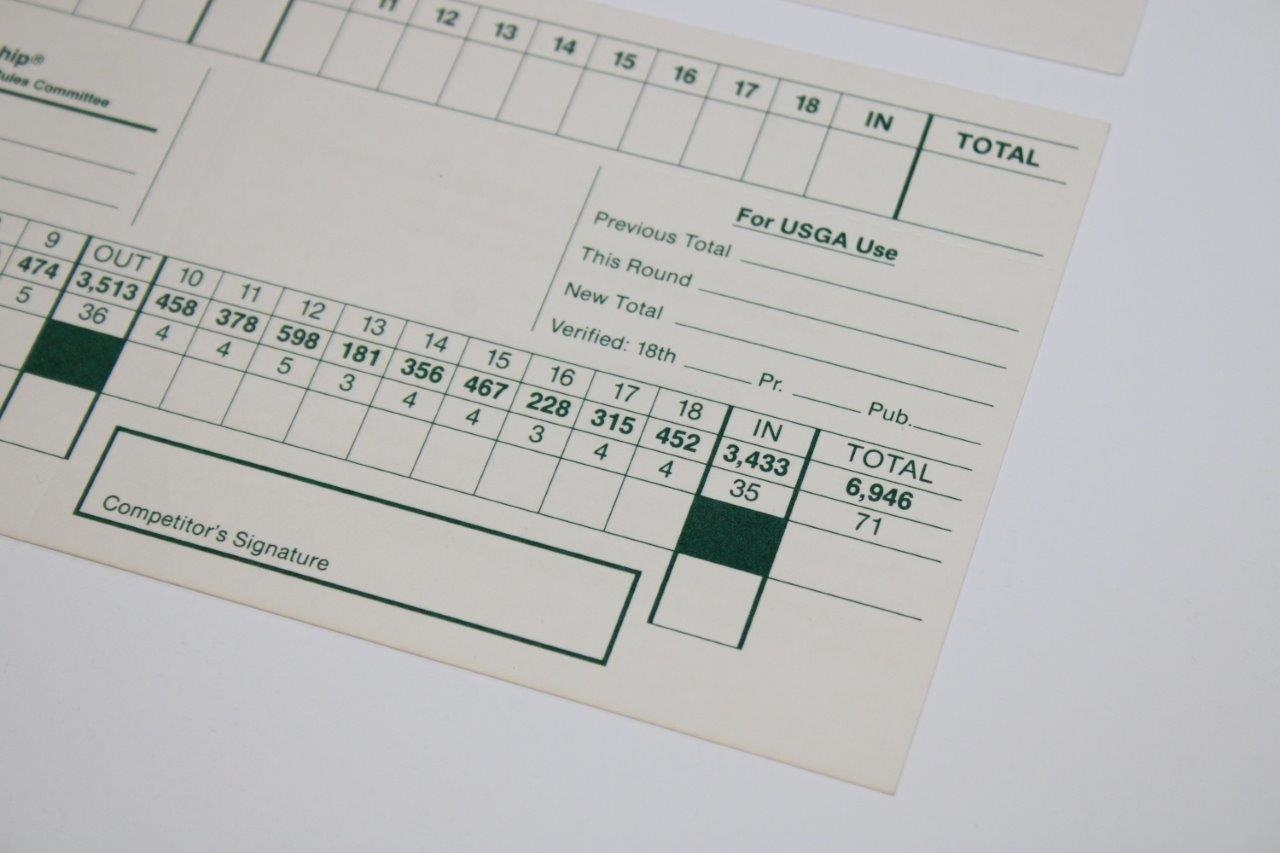 11 12 13 14 15 16 17 18 IN TOTAL
hip®
ules Committee
For USGA Use
Previous Total
This Round
New Total
Verified: 18th Pr. Pub.
9 OUT 10 11 12 13 14 15 16 17 18 IN TOTAL
474 3,513 458 378 598 181 356 467 228 315 452 3,433 6,946
5 36 4 4 5 3 4 4 3 4 4 35 71
Competitor's Signature